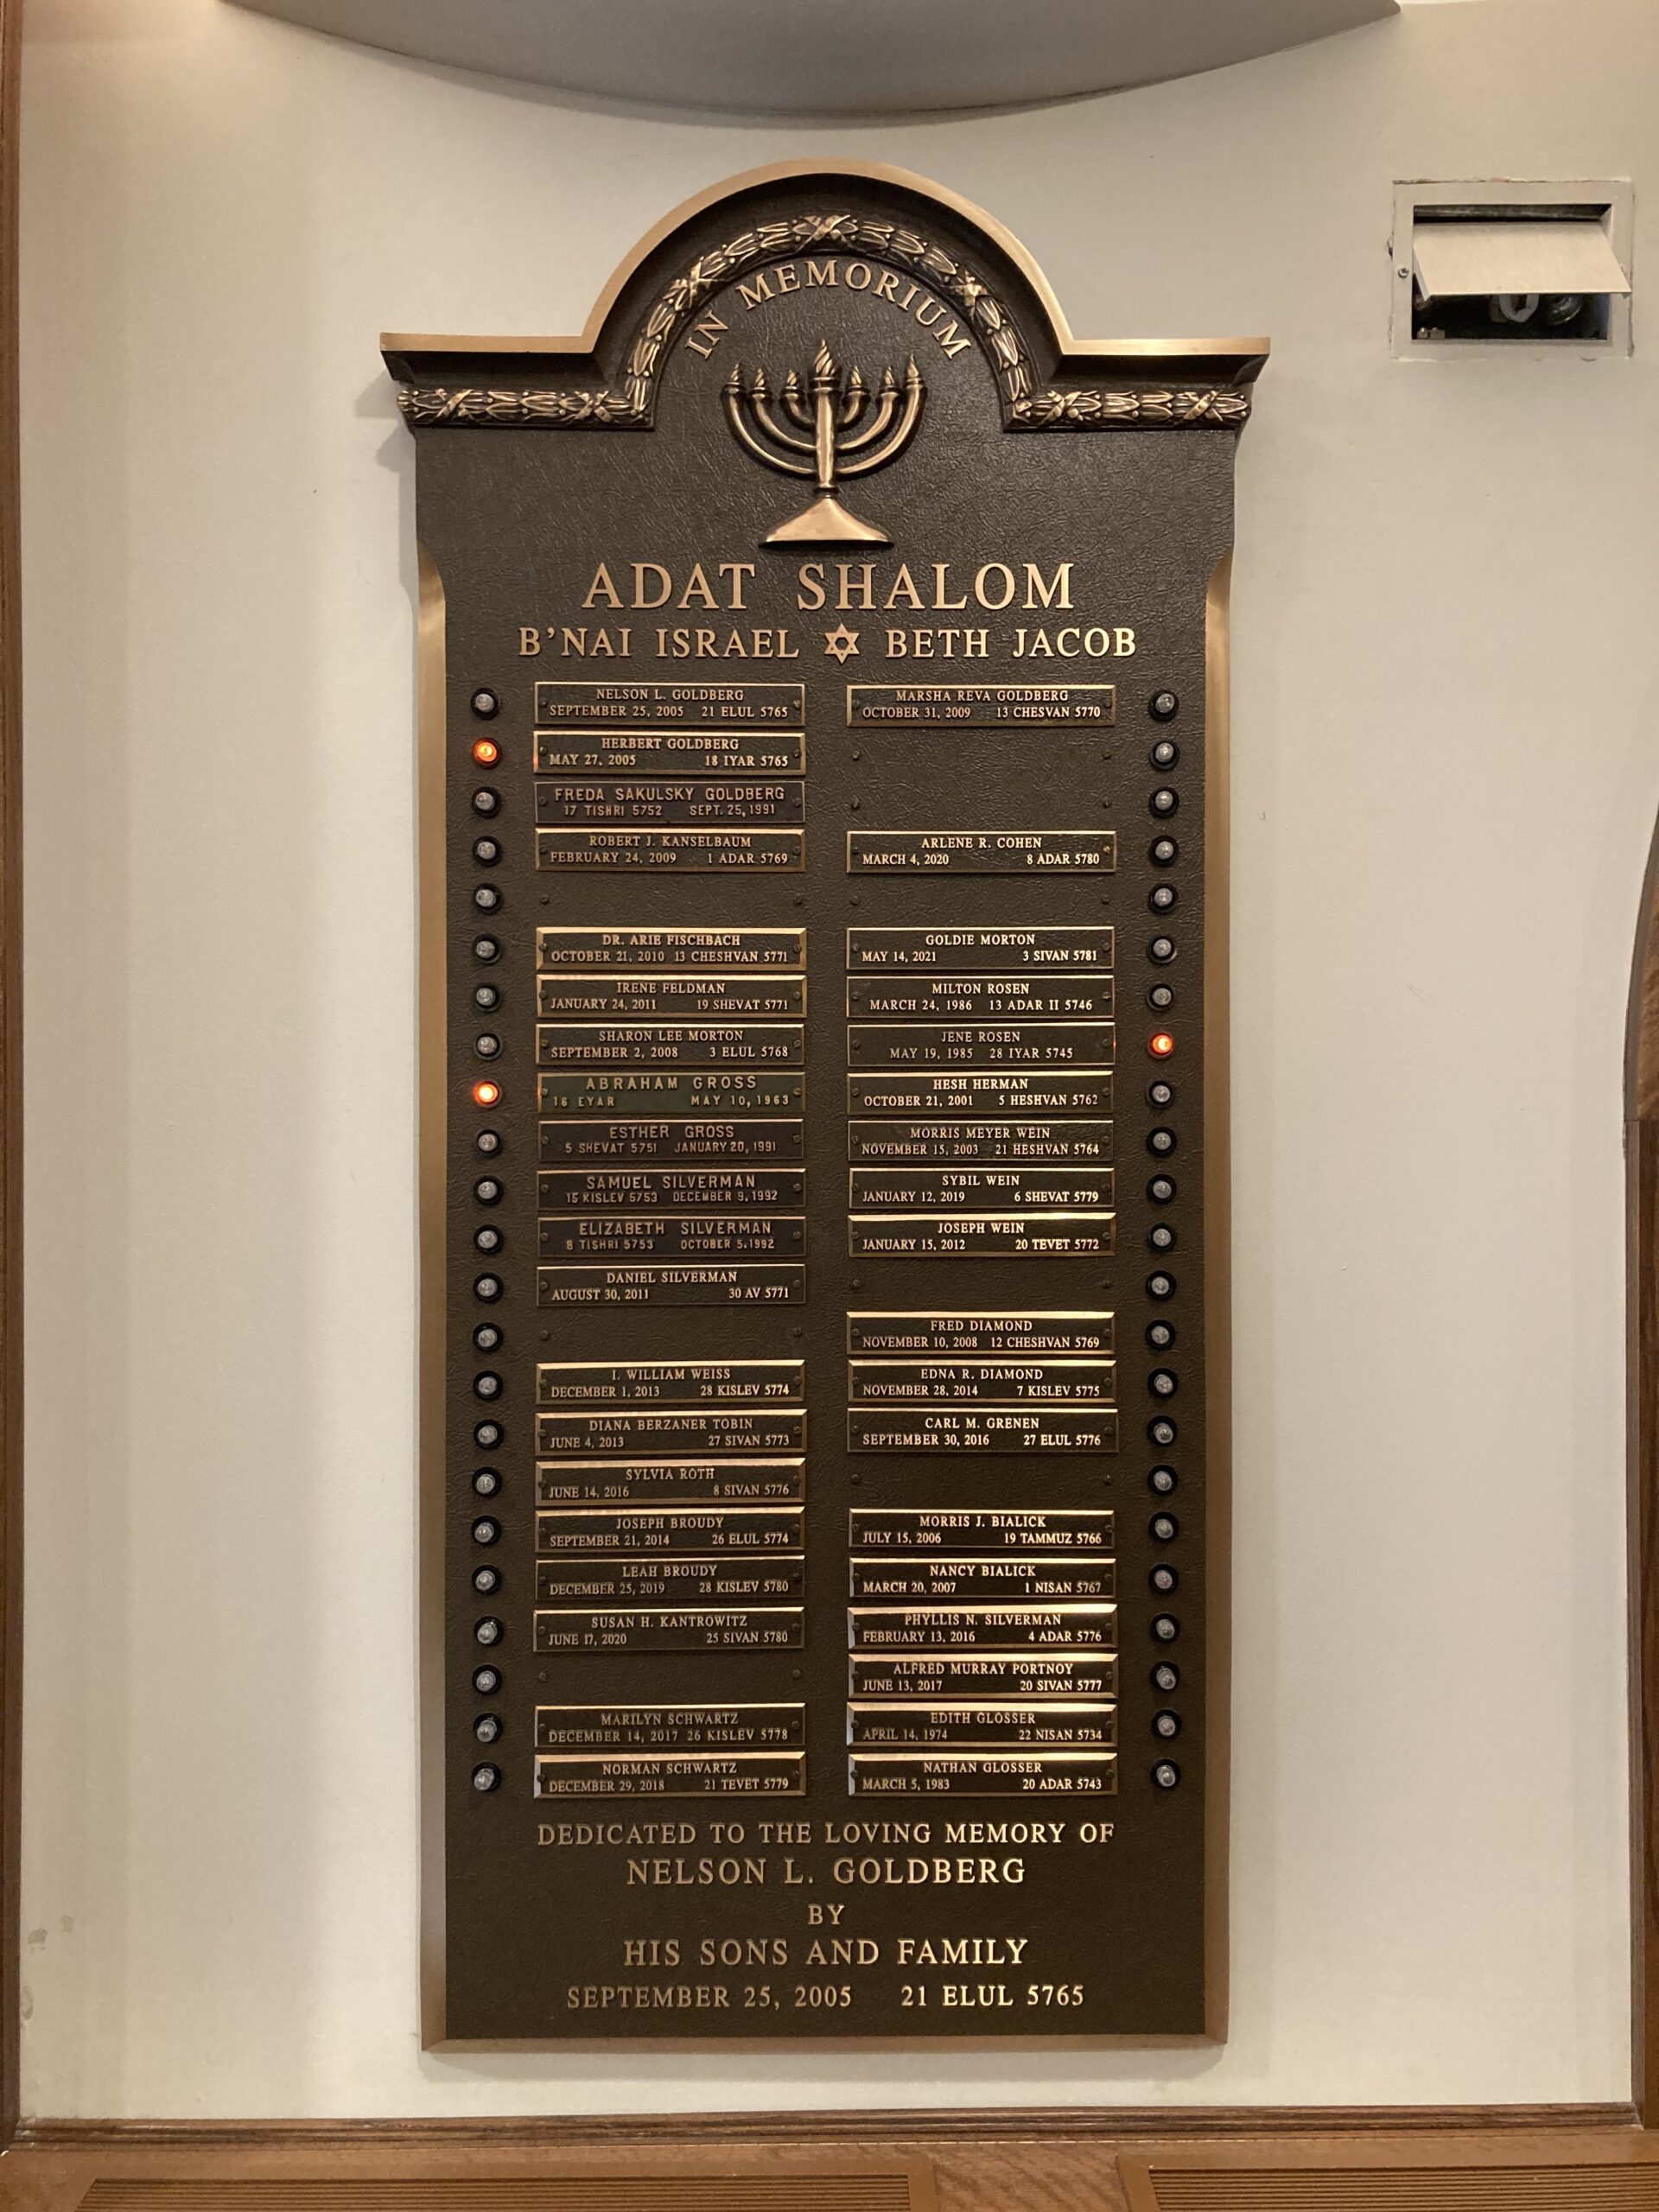 IN MEMORIUM
ADAT SHALOM
B'NAI ISRAEL ✡ BETH JACOB
NELSON L. GOLDBERG
SEPTEMBER 25, 2005 21 ELUL 5765
HERBERT GOLDBERG
MAY 27, 2005 18 IYAR 5765
FREDA SAKULSKY GOLDBERG
17 TISHRI 5752 SEPT. 25, 1991
ROBERT J. KANSELBAUM
FEBRUARY 24, 2009 1 ADAR 5769
DR. ARIE FISCHBACH
OCTOBER 21, 2010 13 CHESHVAN 5771
IRENE FELDMAN
JANUARY 24, 2011 19 SHEVAT 5771
SHARON LEE MORTON
SEPTEMBER 2, 2008 3 ELUL 5768
ABRAHAM GROSS
16 EYAR MAY 10, 1963
ESTHER GROSS
5 SHEVAT 5751 JANUARY 20, 1991
SAMUEL SILVERMAN
15 KISLEV 5753 DECEMBER 9, 1992
ELIZABETH SILVERMAN
8 TISHRI 5753 OCTOBER 5, 1992
DANIEL SILVERMAN
AUGUST 30, 2011 30 AV 5771
I. WILLIAM WEISS
DECEMBER 1, 2013 28 KISLEV 5774
DIANA BERZANER TOBIN
JUNE 4, 2013 27 SIVAN 5773
SYLVIA ROTH
JUNE 14, 2016 8 SIVAN 5776
JOSEPH BROUDY
SEPTEMBER 21, 2014 26 ELUL 5774
LEAH BROUDY
DECEMBER 25, 2019 28 KISLEV 5780
SUSAN H. KANTROWITZ
JUNE 17, 2020 25 SIVAN 5780
MARILYN SCHWARTZ
DECEMBER 14, 2017 26 KISLEV 5778
NORMAN SCHWARTZ
DECEMBER 29, 2018 21 TEVET 5779
MARSHA REVA GOLDBERG
OCTOBER 31, 2009 13 CHESVAN 5770
ARLENE R. COHEN
MARCH 4, 2020 8 ADAR 5780
GOLDIE MORTON
MAY 14, 2021 3 SIVAN 5781
MILTON ROSEN
MARCH 24, 1986 13 ADAR II 5746
JENE ROSEN
MAY 19, 1985 28 IYAR 5745
HESH HERMAN
OCTOBER 21, 2001 5 HESHVAN 5762
MORRIS MEYER WEIN
NOVEMBER 15, 2003 21 HESHVAN 5764
SYBIL WEIN
JANUARY 12, 2019 6 SHEVAT 5779
JOSEPH WEIN
JANUARY 15, 2012 20 TEVET 5772
FRED DIAMOND
NOVEMBER 10, 2008 12 CHESHVAN 5769
EDNA R. DIAMOND
NOVEMBER 28, 2014 7 KISLEV 5775
CARL M. GRENEN
SEPTEMBER 30, 2016 27 ELUL 5776
MORRIS J. BIALICK
JULY 15, 2006 19 TAMMUZ 5766
NANCY BIALICK
MARCH 20, 2007 1 NISAN 5767
PHYLLIS N. SILVERMAN
FEBRUARY 13, 2016 4 ADAR 5776
ALFRED MURRAY PORTNOY
JUNE 13, 2017 20 SIVAN 5777
EDITH GLOSSER
APRIL 14, 1974 22 NISAN 5734
NATHAN GLOSSER
MARCH 5, 1983 20 ADAR 5743
DEDICATED TO THE LOVING MEMORY OF
NELSON L. GOLDBERG
BY
HIS SONS AND FAMILY
SEPTEMBER 25, 2005 21 ELUL 5765